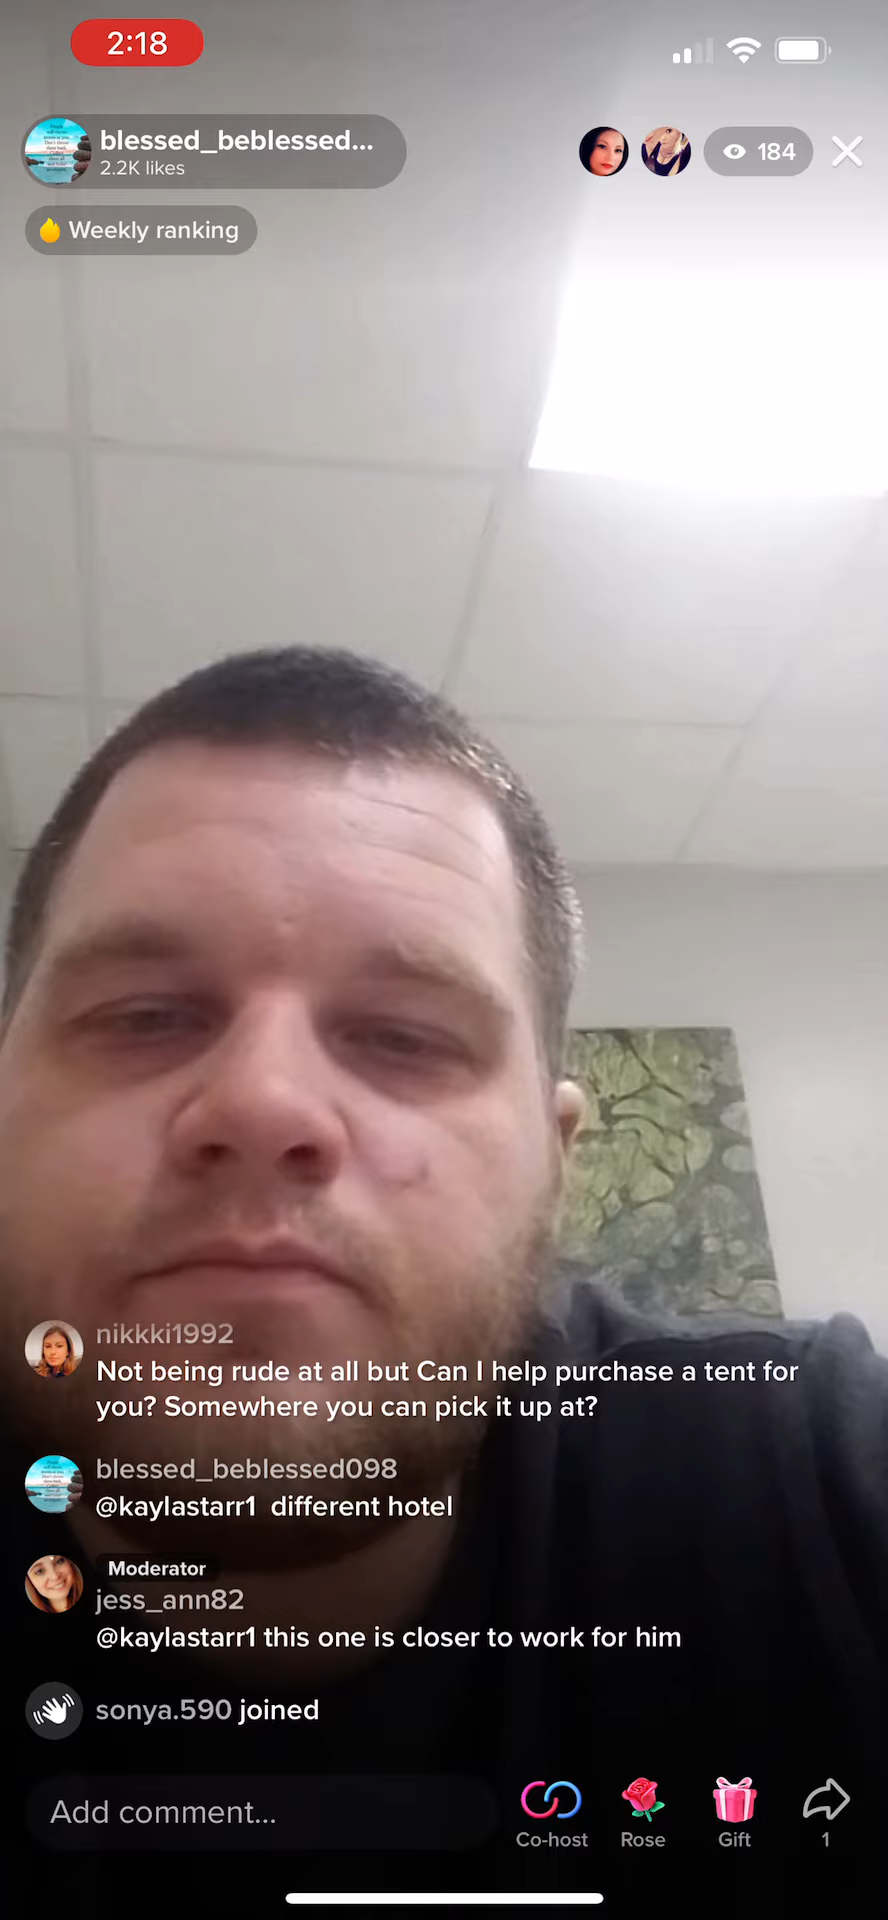 2:18
blessed_beblessed...
2.2K likes
184
Weekly ranking
nikkki1992
Not being rude at all but Can I help purchase a tent for
you? Somewhere you can pick it up at?
blessed_beblessed098
@kaylastarr1 different hotel
Moderator
jess_ann82
@kaylastarr1 this one is closer to work for him
sonya.590 joined
Add comment...
Co-host
Rose
Gift
1